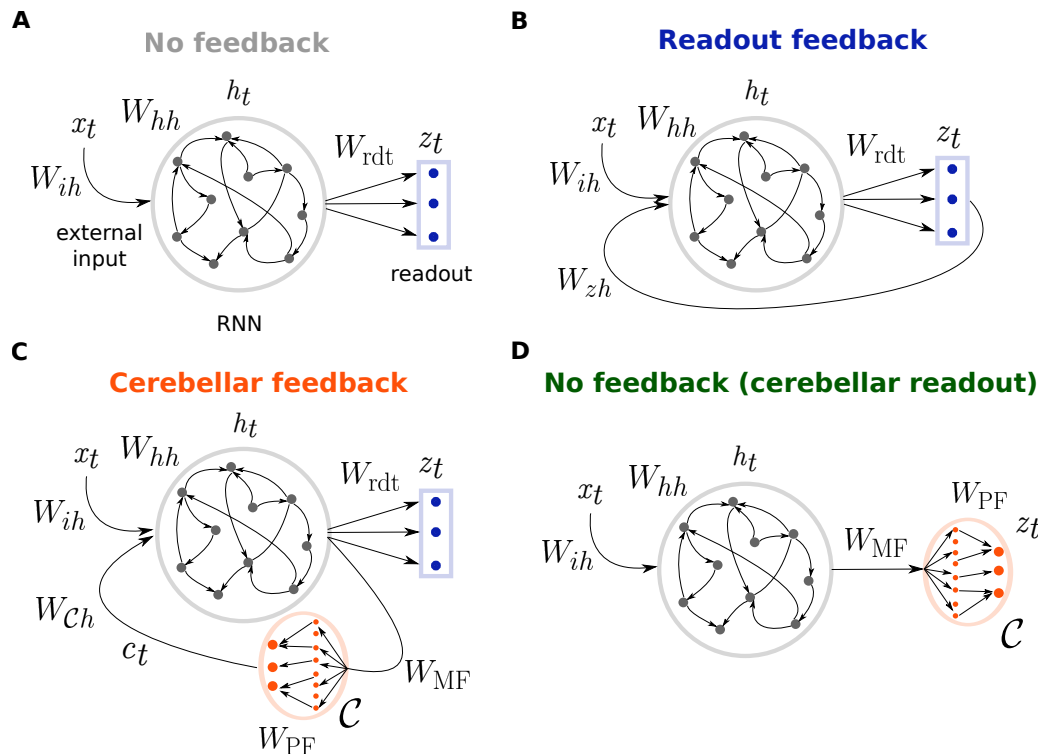 A
No feedback
h_t
W_hh
x_t
W_rdt
z_t
W_ih
external
input
readout
RNN
B
Readout feedback
h_t
W_hh
x_t
W_rdt
z_t
W_ih
W_zh
C
Cerebellar feedback
h_t
W_hh
x_t
W_rdt
z_t
W_ih
W_𝒞h
c_t
W_MF
𝒞
W_PF
D
No feedback (cerebellar readout)
h_t
W_hh
x_t
W_PF
z_t
W_ih
W_MF
𝒞